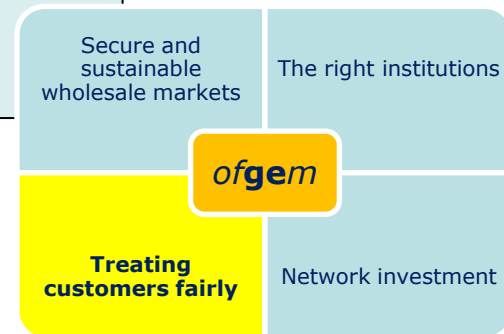 Secure and
sustainable
wholesale markets
The right institutions
ofgem
Treating
customers fairly
Network investment